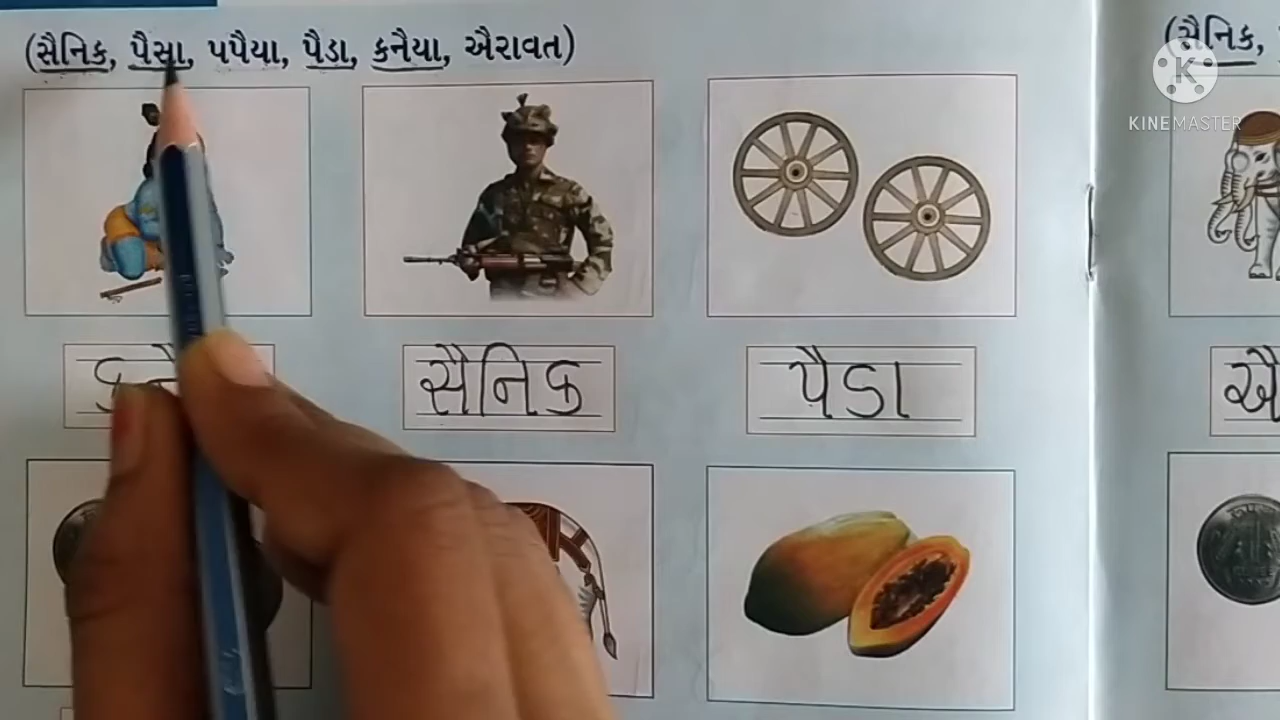 (સૈનિક, પૈસા, પપૈયા, પૈડા, કનૈયા, ઐરાવત)
(સૈનિક,
K
KINEMASTER
સૈનિક
પૈડા